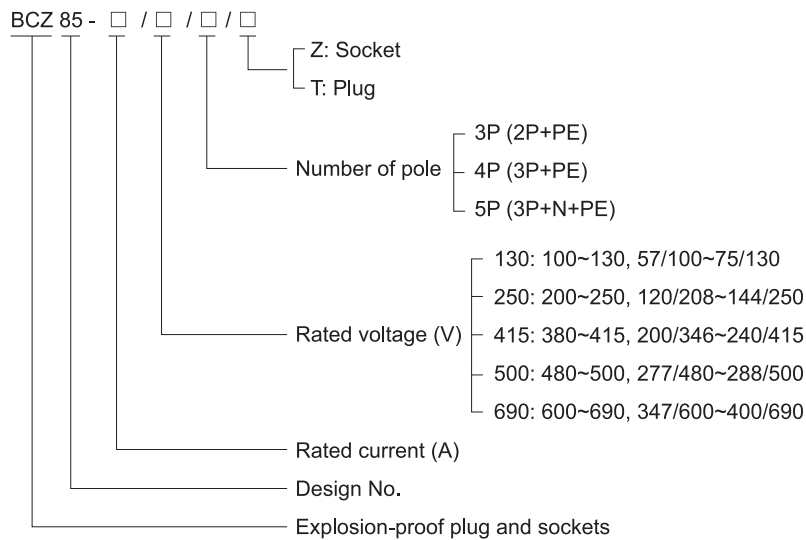 BCZ 85 - □ / □ / □ / □
Z: Socket
T: Plug
3P (2P+PE)
Number of pole
4P (3P+PE)
5P (3P+N+PE)
130: 100~130, 57/100~75/130
250: 200~250, 120/208~144/250
Rated voltage (V)
415: 380~415, 200/346~240/415
500: 480~500, 277/480~288/500
690: 600~690, 347/600~400/690
Rated current (A)
Design No.
Explosion-proof plug and sockets